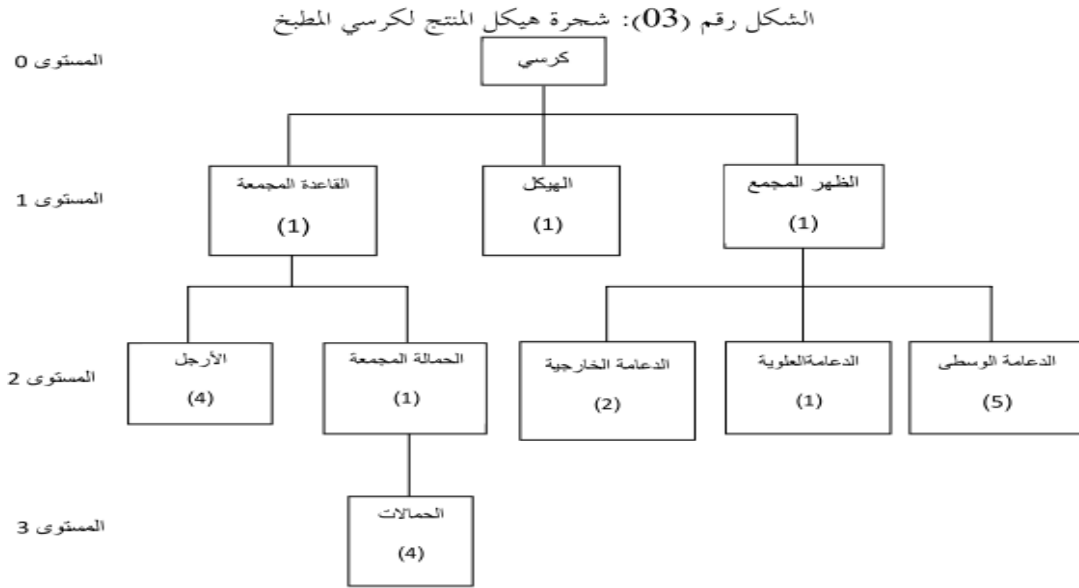 الشكل رقم (03): شجرة هيكل المنتج لكرسي المطبخ
كرسي
المستوى 0
الظهر المجمع
(1)
الهيكل
(1)
القاعدة المجمعة
(1)
المستوى 1
الدعامة الوسطى
(5)
الدعامةالعلوية
(1)
الدعامة الخارجية
(2)
الحمالة المجمعة
(1)
الأرجل
(4)
المستوى 2
الحمالات
(4)
المستوى 3